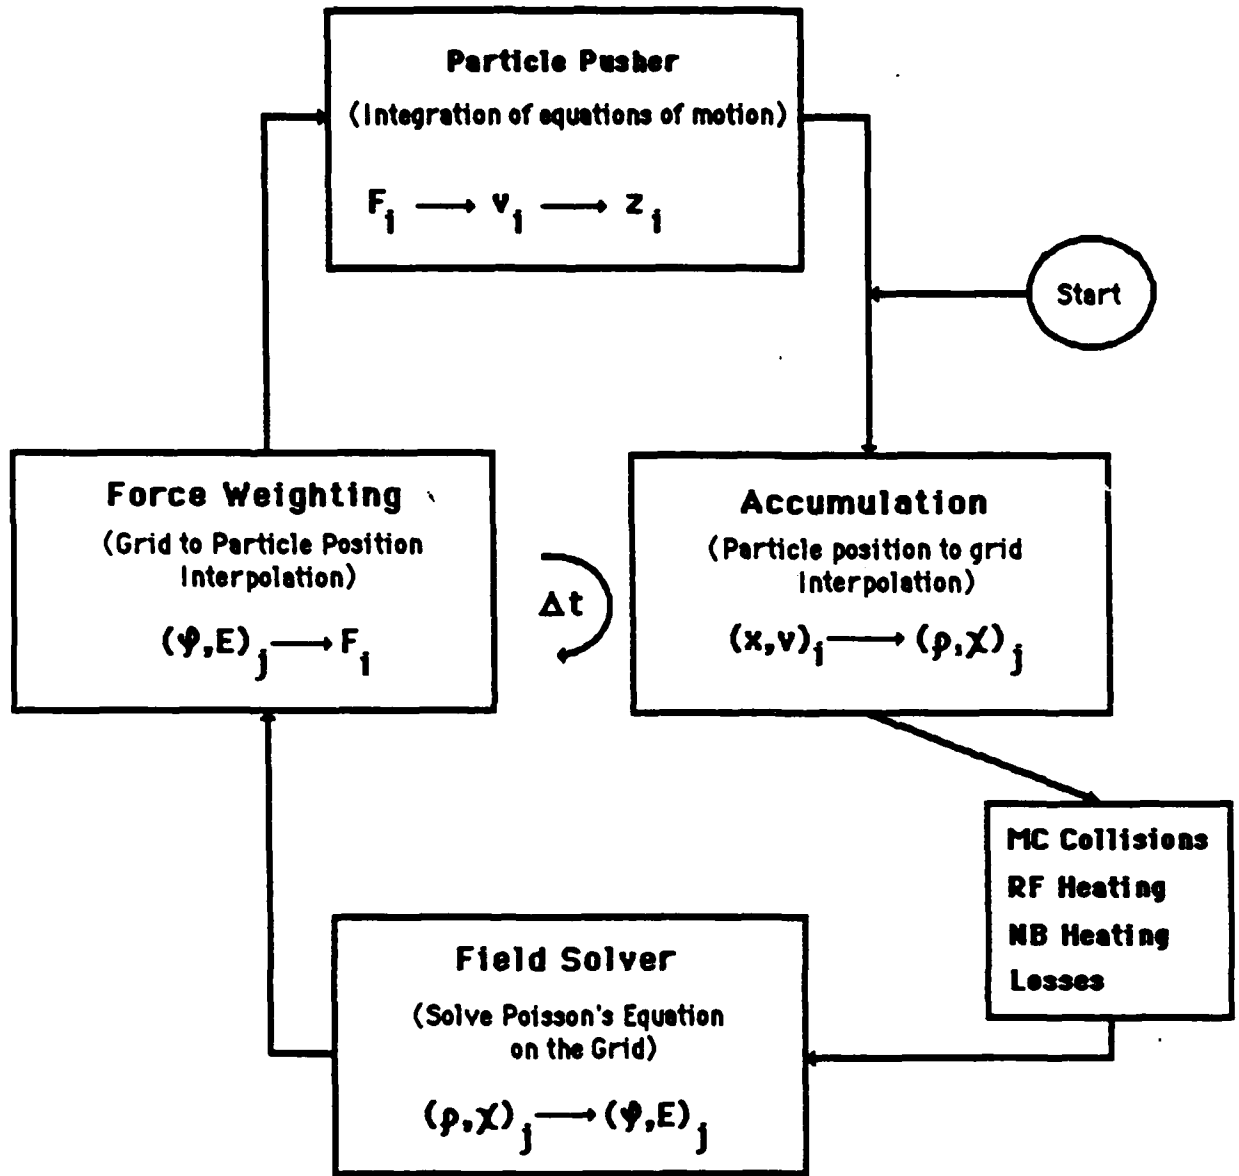 Particle Pusher
(Integration of equations of motion)
F_i ⟶ v_i ⟶ z_i
Start
Force Weighting
(Grid to Particle Position
Interpolation)
(φ,E)_j ⟶ F_i
Δt
Accumulation
(Particle position to grid
Interpolation)
(x,v)_i ⟶ (ρ,χ)_j
MC Collisions
RF Heating
NB Heating
Losses
Field Solver
(Solve Poisson's Equation
on the Grid)
(ρ,χ)_j ⟶ (φ,E)_j